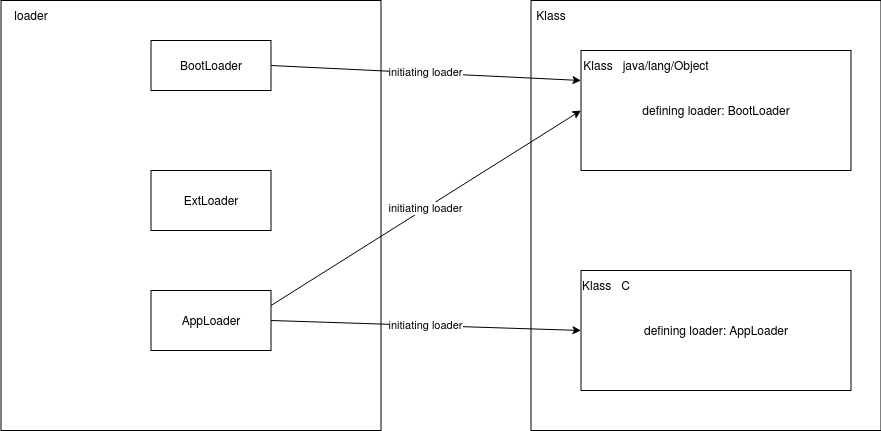 loader
BootLoader
ExtLoader
AppLoader
initiating loader
initiating loader
initiating loader
Klass
Klass java/lang/Object
defining loader: BootLoader
Klass C
defining loader: AppLoader